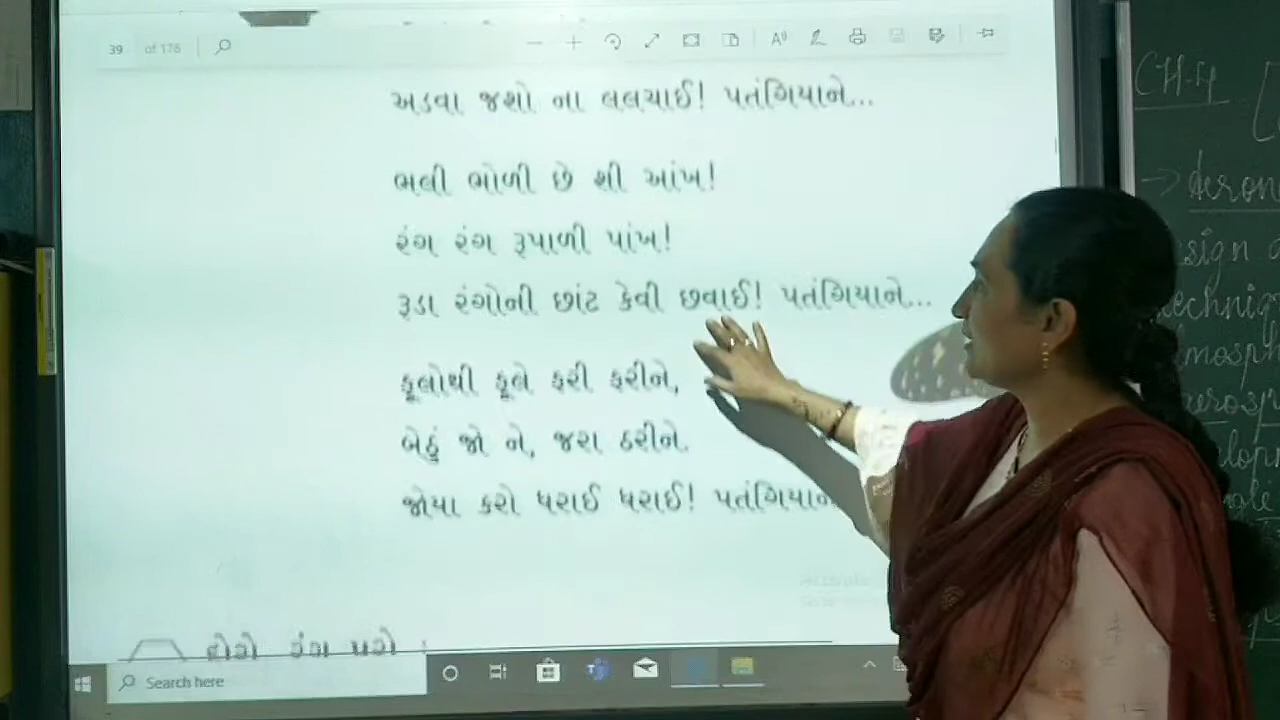 39 of 176
અડવા જશો ના લલચાઈ! પતંગિયાને...
ભલી ભોળી છે શી આંખ!
રંગ રંગ રૂપાળી પાંખ!
રૂડા રંગોની છાંટ કેવી છવાઈ! પતંગિયાને...
ફૂલોથી ફૂલે ફરી ફરીને,
બેઠું જો ને, જરા ઠરીને.
જોયા કરો ધરાઈ ધરાઈ! પતંગિયાને
Search here
CH-4